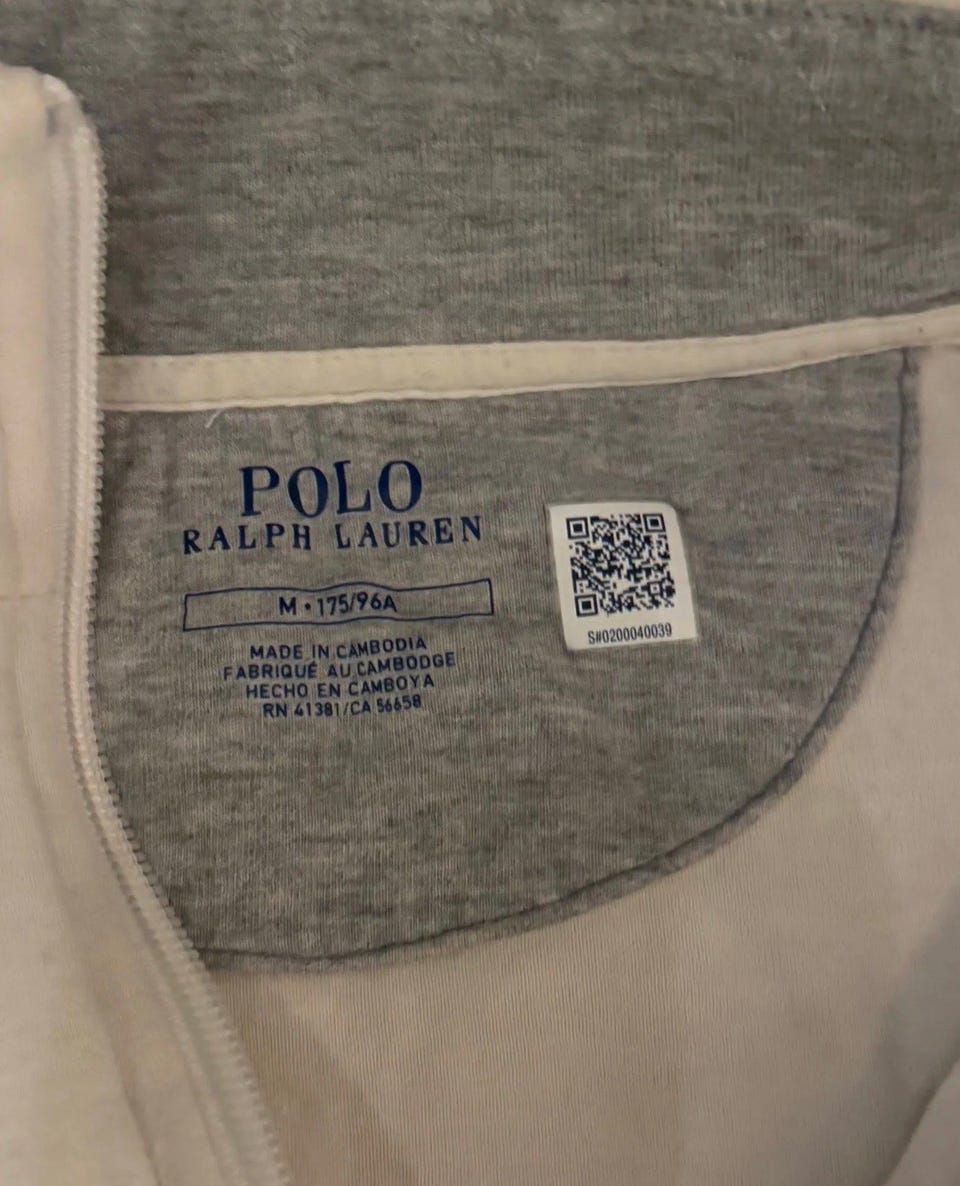 POLO
RALPH LAUREN
M • 175/96A
MADE IN CAMBODIA
FABRIQUÉ AU CAMBODGE
HECHO EN CAMBOYA
RN 41381/CA 56658
S#0200040039